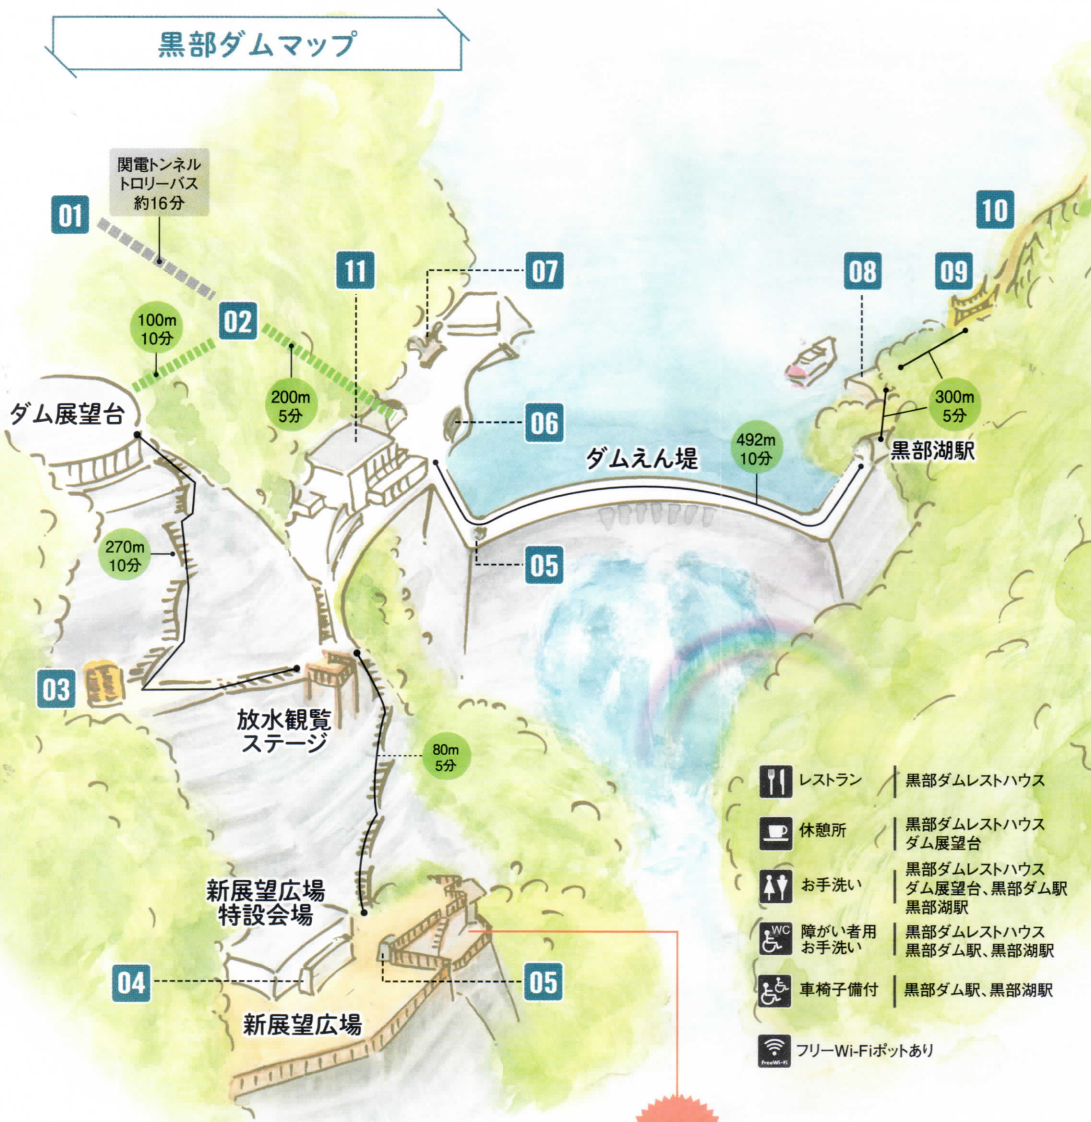 黒部ダムマップ
関電トンネル
トロリーバス
約16分
01
10
11
07
08
09
02
100m
10分
200m
5分
300m
5分
ダム展望台
06
492m
10分
ダムえん堤
黒部湖駅
270m
10分
05
03
放水観覧
ステージ
80m
5分
レストラン
黒部ダムレストハウス
休憩所
黒部ダムレストハウス
ダム展望台
お手洗い
黒部ダムレストハウス
ダム展望台、黒部ダム駅
黒部湖駅
WC
障がい者用
お手洗い
黒部ダムレストハウス
黒部ダム駅、黒部湖駅
車椅子備付
黒部ダム駅、黒部湖駅
FreeWi-Fi
フリーWi-Fiポットあり
新展望広場
特設会場
04
05
新展望広場